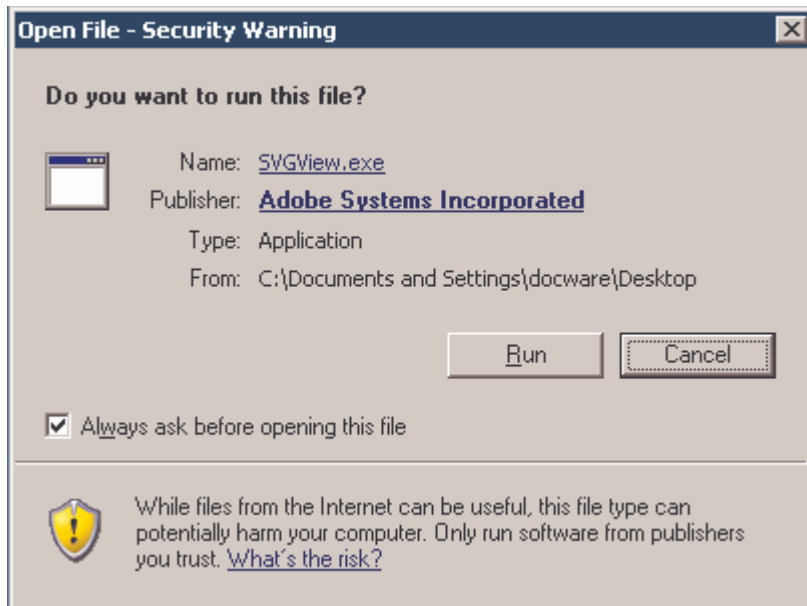 Open File - Security Warning
Do you want to run this file?
Name: SVGView.exe
Publisher: Adobe Systems Incorporated
Type: Application
From: C:\Documents and Settings\docware\Desktop
Run Cancel
Always ask before opening this file
While files from the Internet can be useful, this file type can
potentially harm your computer. Only run software from publishers
you trust. What's the risk?